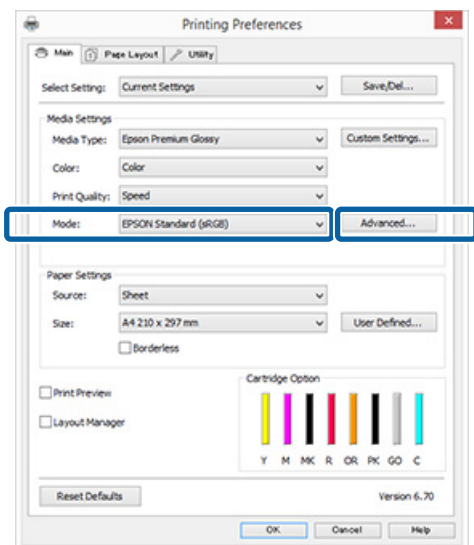 Printing Preferences
x
Main Page Layout Utility
Select Setting: Current Settings Save/Del...
Media Settings
Media Type: Epson Premium Glossy Custom Settings...
Color: Color
Print Quality: Speed
Mode: EPSON Standard (sRGB) Advanced...
Paper Settings
Source: Sheet
Size: A4 210 x 297 mm User Defined...
Borderless
Cartridge Option
Print Preview
Layout Manager
Y M MK R OR PK GO C
Reset Defaults Version 6.70
OK Cancel Help